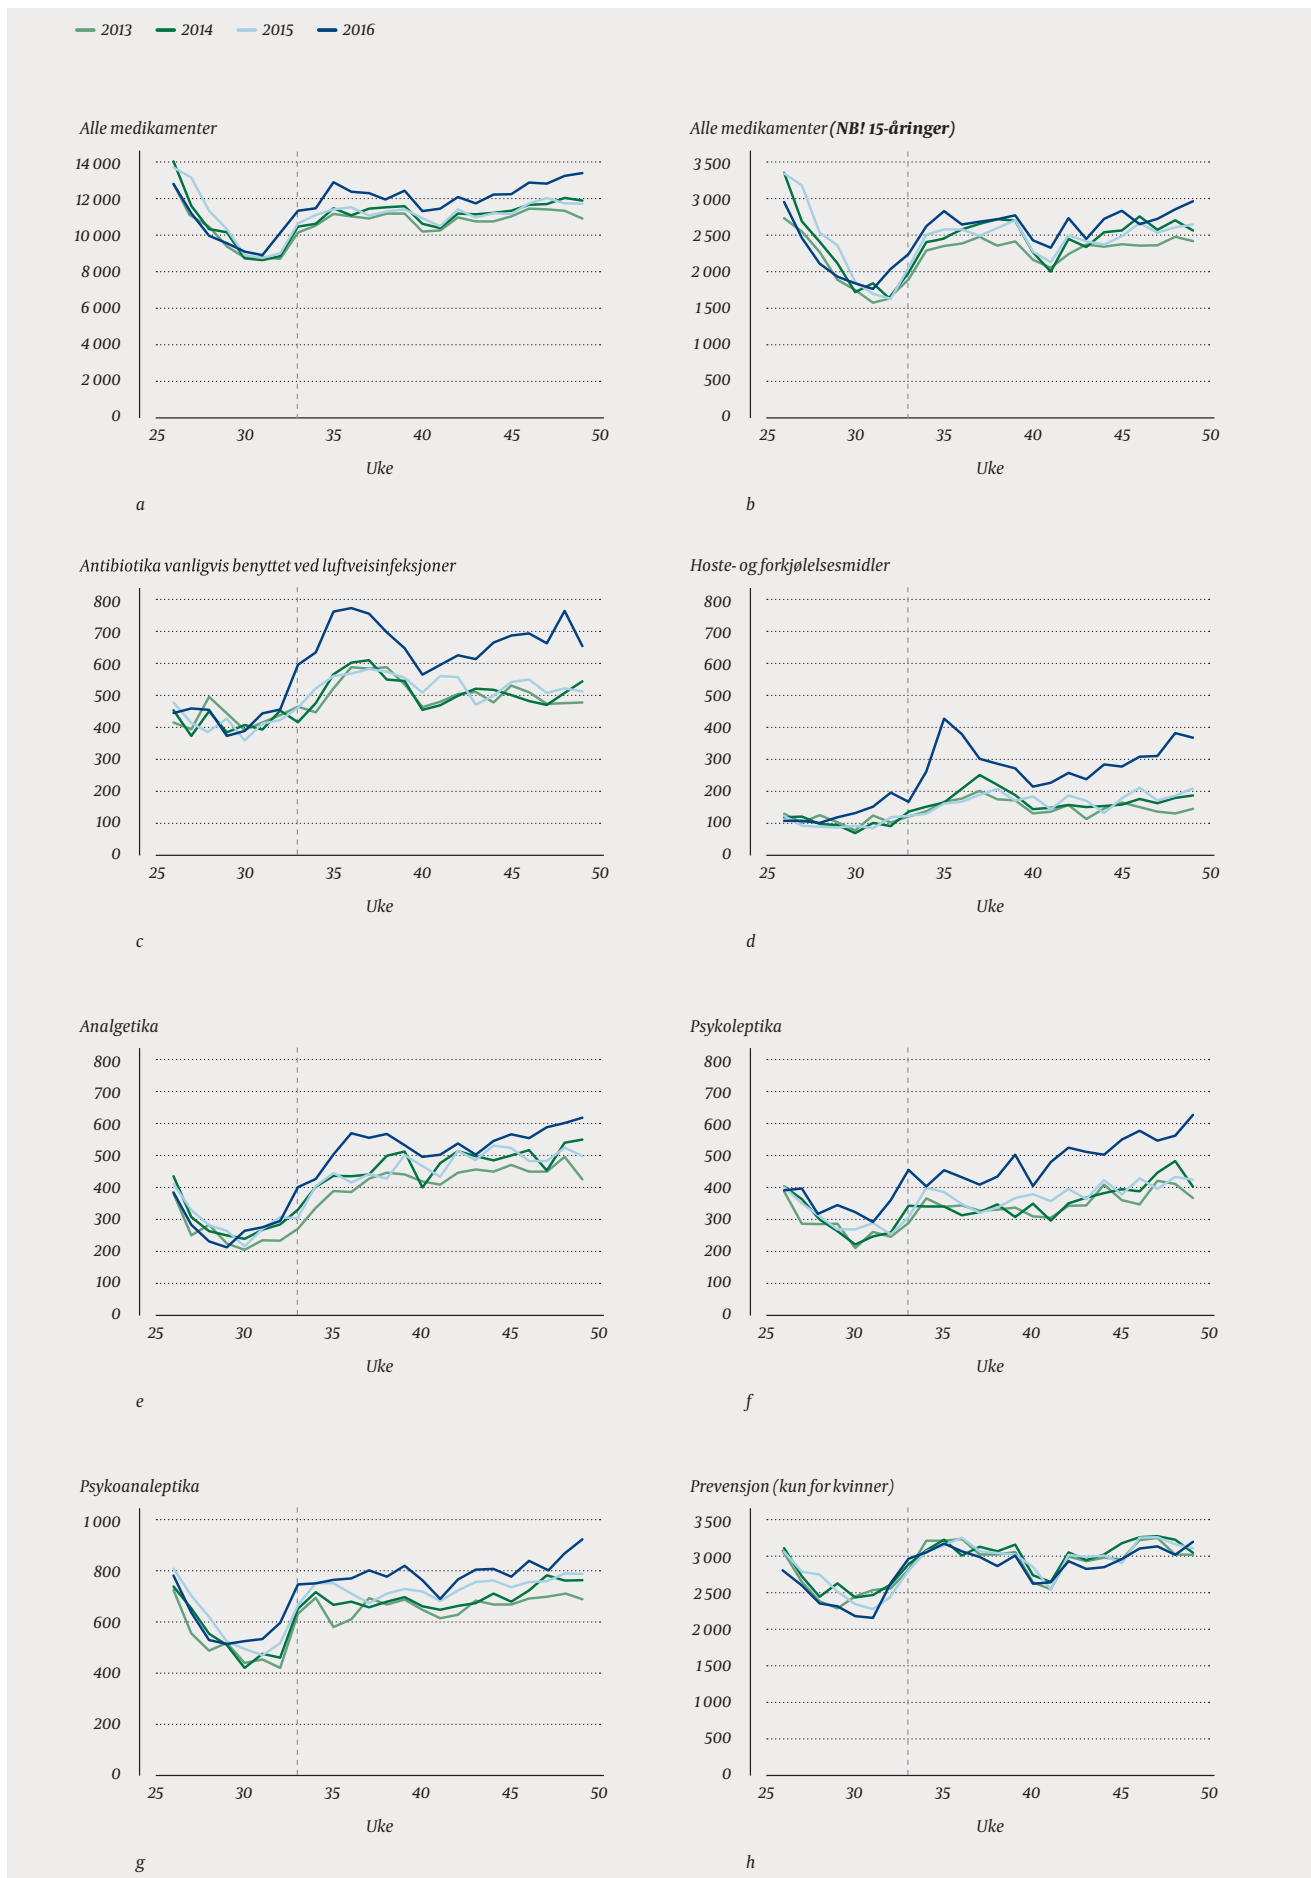 2013 2014 2015 2016
Alle medikamenter
14 000
12 000
10 000
8 000
6 000
4 000
2 000
0
25 30 35 40 45 50
Uke
a
Alle medikamenter (NB! 15-åringer)
3 500
3 000
2 500
2 000
1 500
1 000
500
0
25 30 35 40 45 50
Uke
b
Antibiotika vanligvis benyttet ved luftveisinfeksjoner
800
700
600
500
400
300
200
100
0
25 30 35 40 45 50
Uke
c
Hoste- og forkjølelsesmidler
800
700
600
500
400
300
200
100
0
25 30 35 40 45 50
Uke
d
Analgetika
800
700
600
500
400
300
200
100
0
25 30 35 40 45 50
Uke
e
Psykoleptika
800
700
600
500
400
300
200
100
0
25 30 35 40 45 50
Uke
f
Psykoanaleptika
1 000
800
600
400
200
0
25 30 35 40 45 50
Uke
g
Prevensjon (kun for kvinner)
3 500
3 000
2 500
2 000
1 500
1 000
500
0
25 30 35 40 45 50
Uke
h